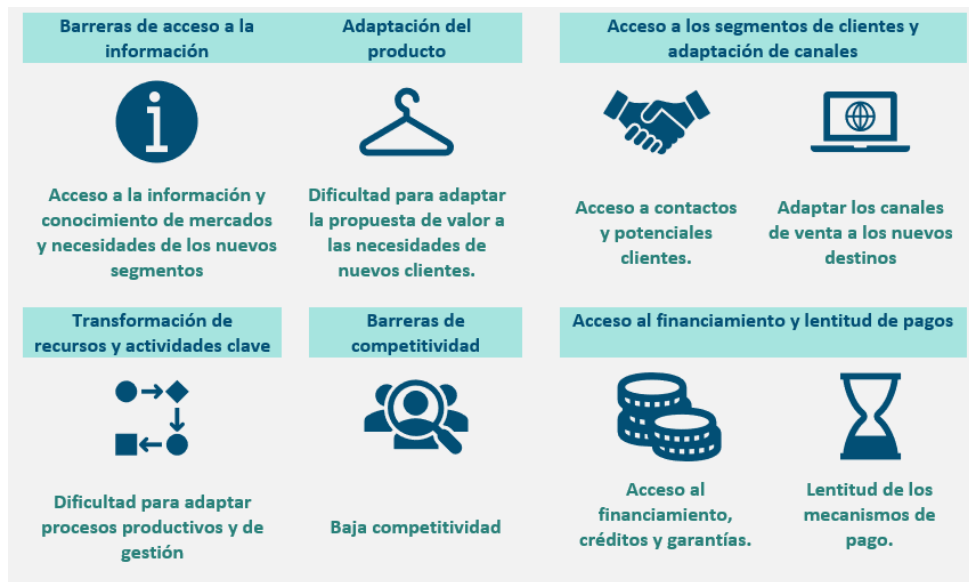 Barreras de acceso a la
información
Adaptación del
producto
Acceso a los segmentos de clientes y
adaptación de canales
Acceso a la información y
conocimiento de mercados
y necesidades de los nuevos
segmentos
Dificultad para adaptar
la propuesta de valor a
las necesidades de
nuevos clientes.
Acceso a contactos
y potenciales
clientes.
Adaptar los canales
de venta a los nuevos
destinos
Transformación de
recursos y actividades clave
Barreras de
competitividad
Acceso al financiamiento y lentitud de pagos
Dificultad para adaptar
procesos productivos y de
gestión
Baja competitividad
Acceso al
financiamiento,
créditos y garantías.
Lentitud de los
mecanismos de
pago.